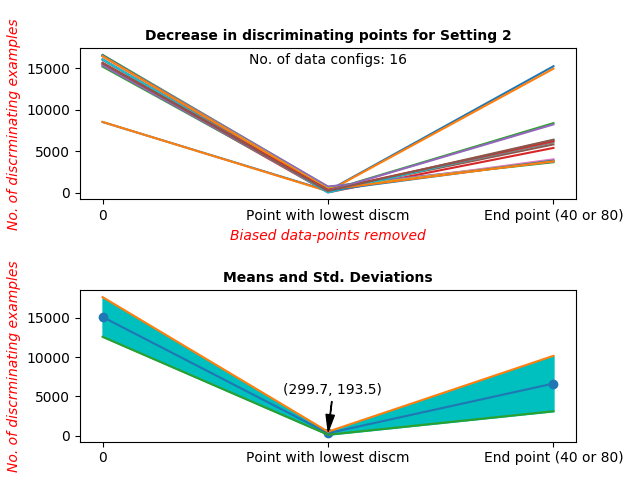 Decrease in discriminating points for Setting 2
No. of data configs: 16
No. of discrminating examples
15000
10000
5000
0
0 Point with lowest discm End point (40 or 80)
Biased data-points removed
Means and Std. Deviations
No. of discrminating examples
15000
10000
5000
0
(299.7, 193.5)
0 Point with lowest discm End point (40 or 80)